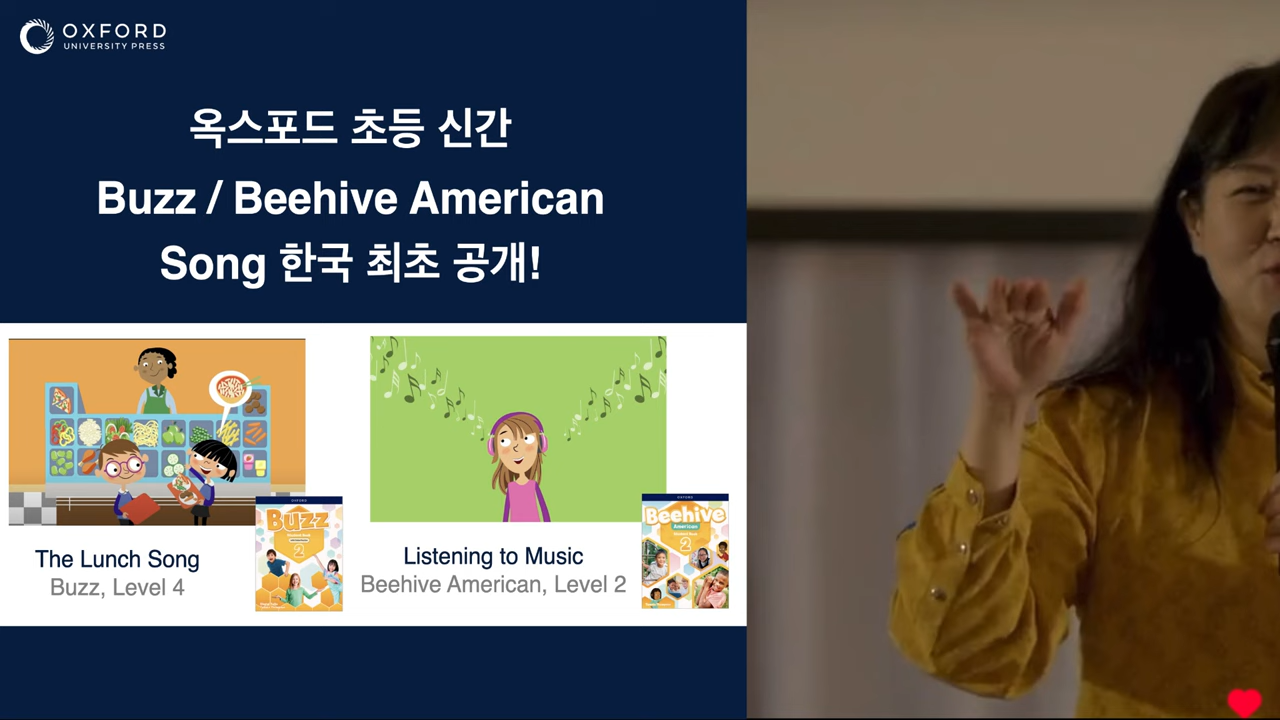 OXFORD
UNIVERSITY PRESS
옥스포드 초등 신간
Buzz / Beehive American
Song 한국 최초 공개!
The Lunch Song
Buzz, Level 4
OXFORD
Buzz
2
Listening to Music
Beehive American, Level 2
OXFORD
Beehive
American
2